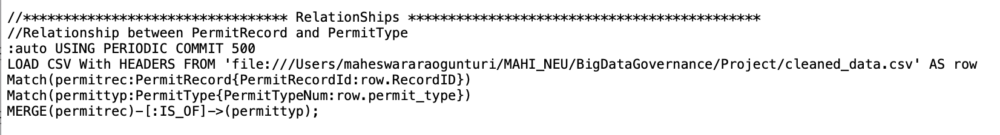 //********************************* RelationShips ********************************************
//Relationship between PermitRecord and PermitType
:auto USING PERIODIC COMMIT 500
LOAD CSV With HEADERS FROM 'file:///Users/maheswararaogunturi/MAHI_NEU/BigDataGovernance/Project/cleaned_data.csv' AS row
Match(permitrec:PermitRecord{PermitRecordId:row.RecordID})
Match(permittyp:PermitType{PermitTypeNum:row.permit_type})
MERGE(permitrec)-[:IS_OF]->(permittyp);